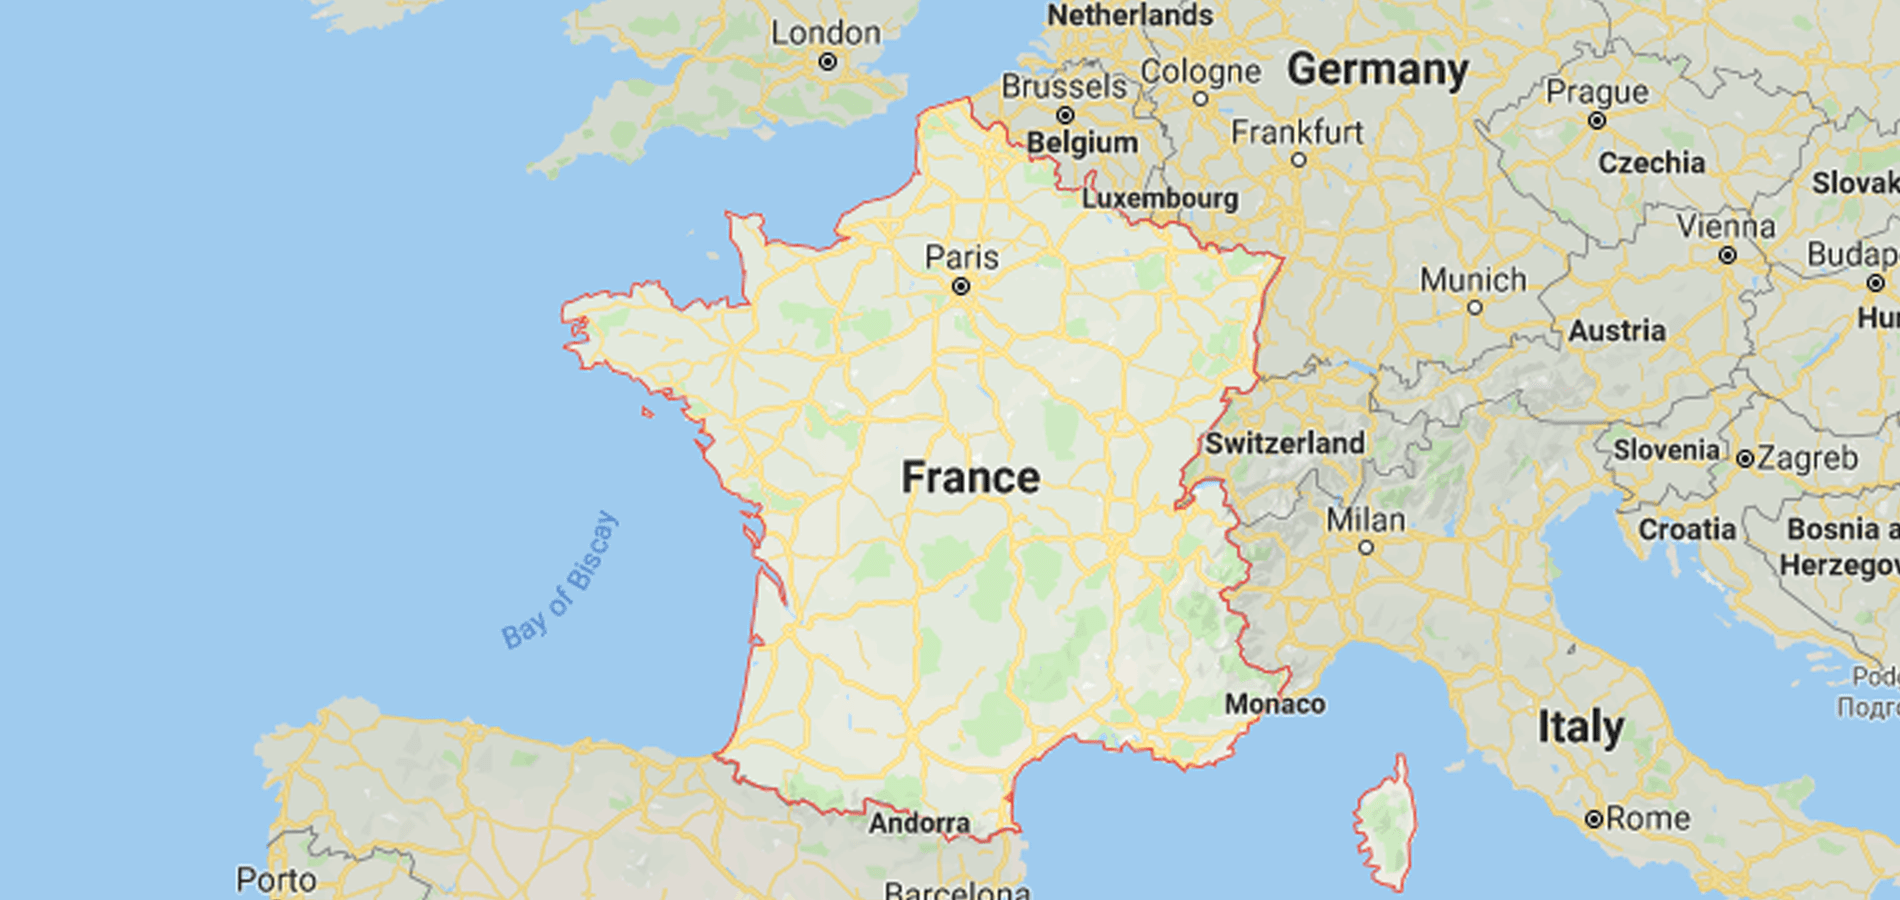 Netherlands
London
Cologne
Germany
Brussels
Prague
Frankfurt
Belgium
Czechia
Slovak
Luxembourg
Vienna
Paris
Budap
Munich
Hu
Austria
Switzerland
Slovenia
Zagreb
France
Milan
Croatia
Bosnia a
Herzegov
Bay of Biscay
Pod
Подг
Monaco
Italy
Andorra
Rome
Porto
Barcelona